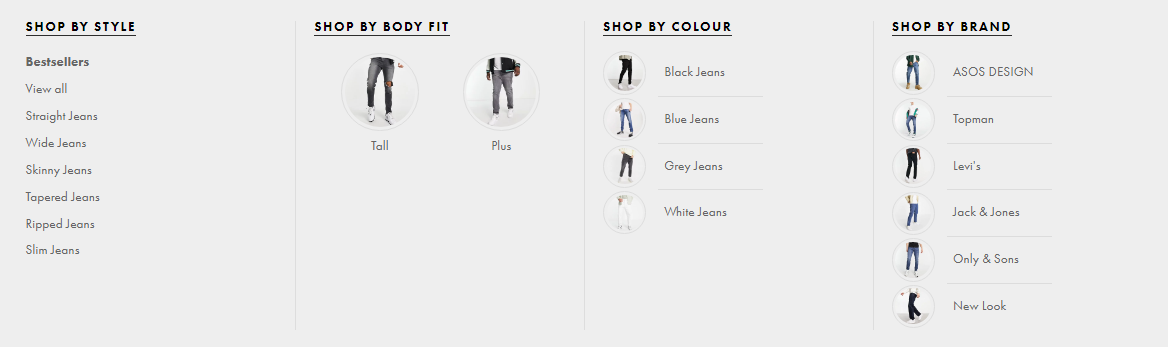 SHOP BY STYLE
Bestsellers
View all
Straight Jeans
Wide Jeans
Skinny Jeans
Tapered Jeans
Ripped Jeans
Slim Jeans
SHOP BY BODY FIT
Tall
Plus
SHOP BY COLOUR
Black Jeans
Blue Jeans
Grey Jeans
White Jeans
SHOP BY BRAND
ASOS DESIGN
Topman
Levi's
Jack & Jones
Only & Sons
New Look